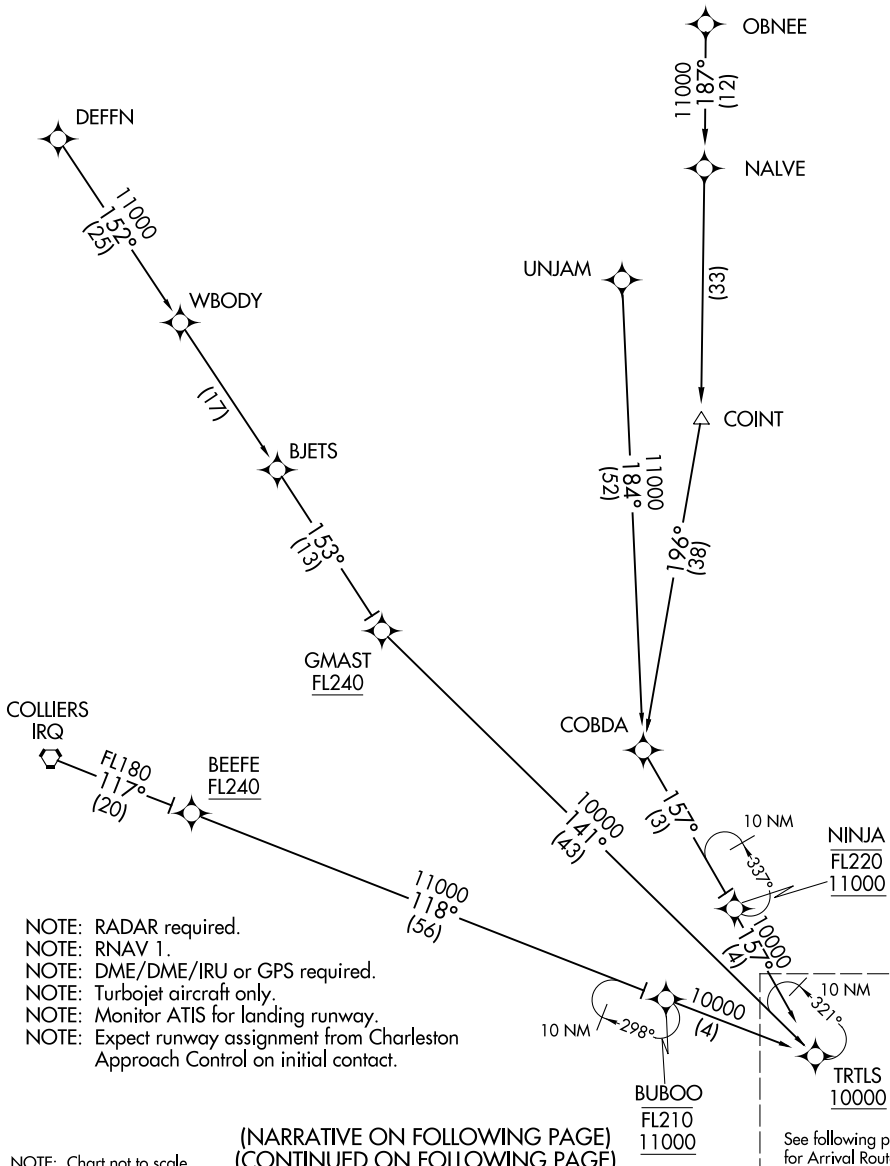 OBNEE
11000
187°
(12)
DEFFN
NALVE
11000
152°
(25)
UNJAM
WBODY
(33)
(17)
COINT
BJETS
11000
184°
(52)
153°
(13)
196°
(38)
GMAST
FL240
COBDA
COLLIERS
IRQ
FL180
117°
(20)
BEEFE
FL240
157°
(3)
10 NM
10000
141°
(43)
NINJA
FL220
11000
337°
11000
118°
(56)
10000
157°
(4)
NOTE: RADAR required.
NOTE: RNAV 1.
NOTE: DME/DME/IRU or GPS required.
NOTE: Turbojet aircraft only.
NOTE: Monitor ATIS for landing runway.
NOTE: Expect runway assignment from Charleston
Approach Control on initial contact.
10 NM
321°
10000
(4)
10 NM
298°
TRTLS
10000
BUBOO
FL210
11000
(NARRATIVE ON FOLLOWING PAGE)
(CONTINUED ON FOLLOWING PAGE)
NOTE: Chart not to scale
See following p
for Arrival Rout